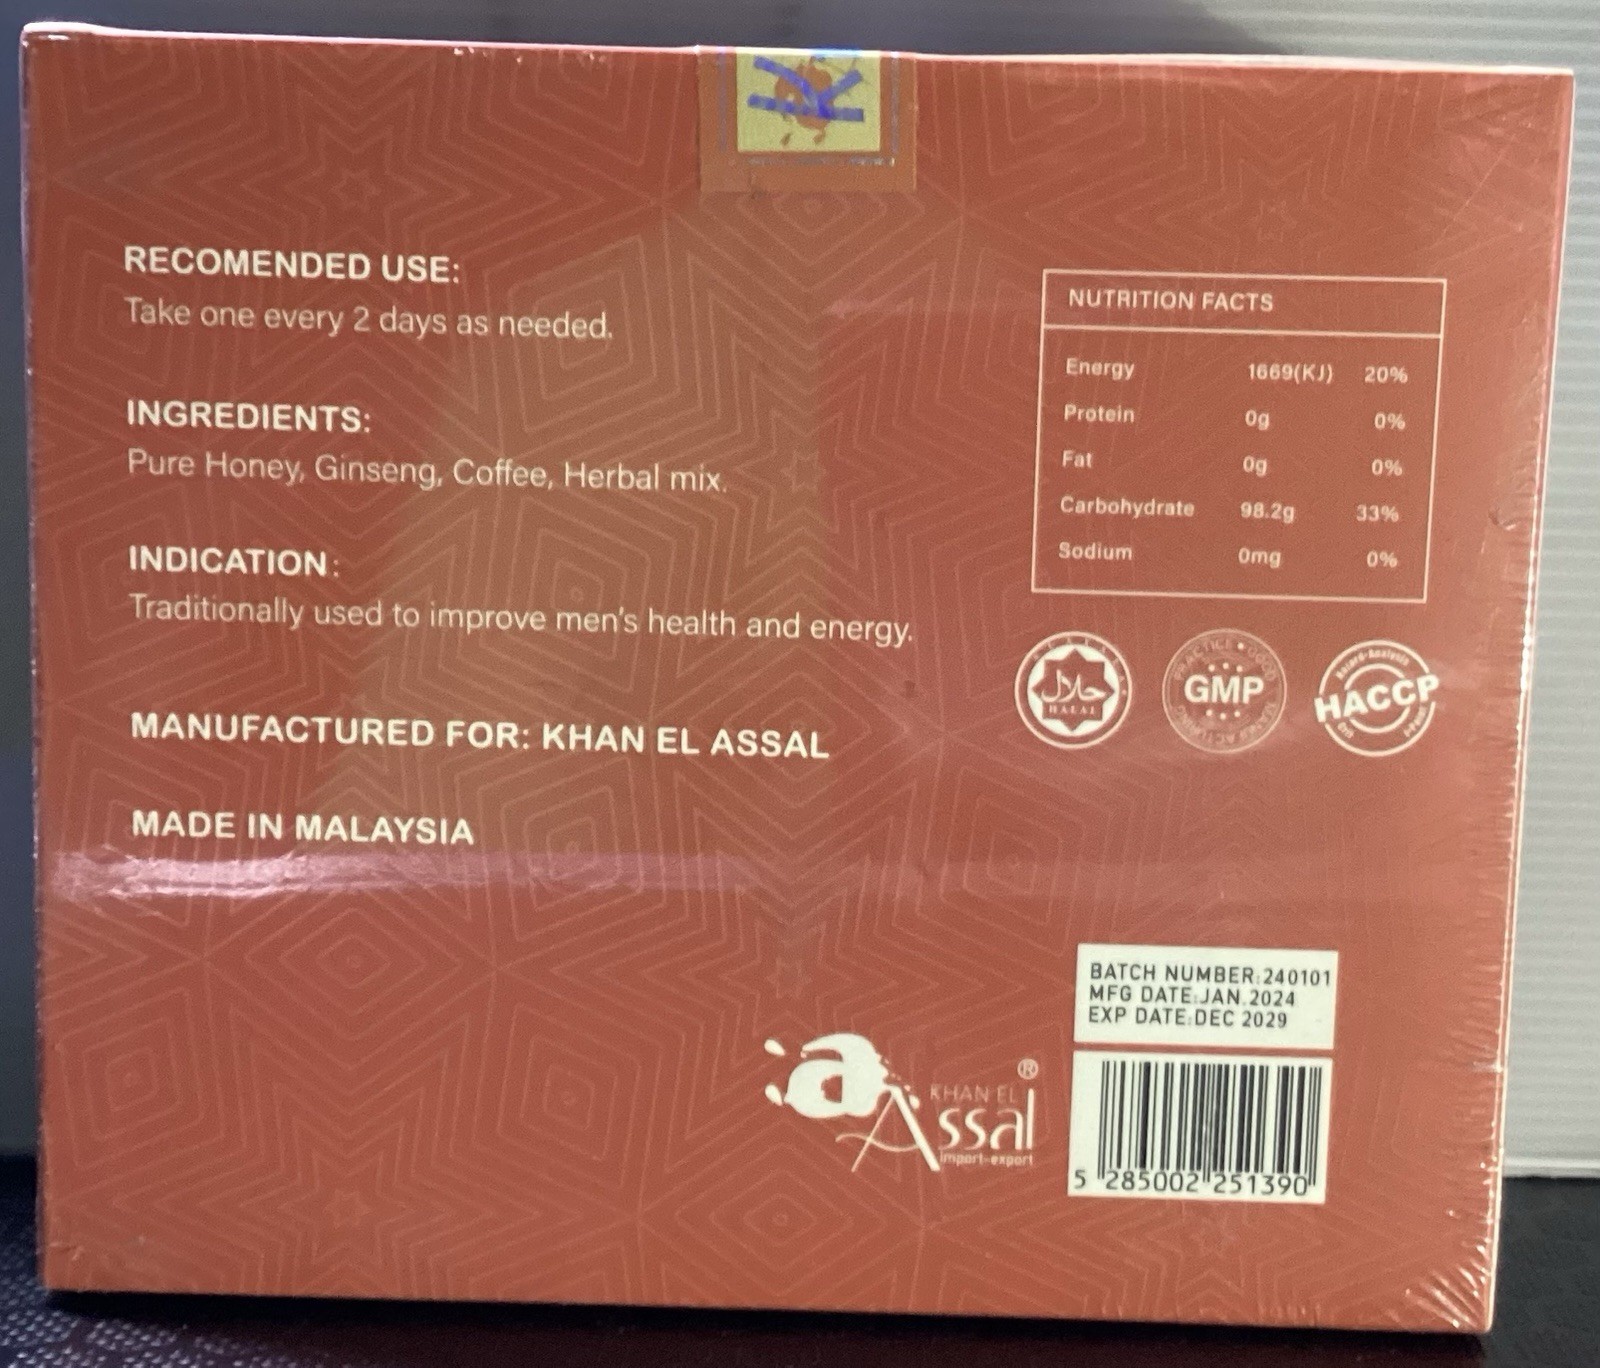 RECOMENDED USE:
Take one every 2 days as needed.
INGREDIENTS:
Pure Honey, Ginseng, Coffee, Herbal mix.
INDICATION:
Traditionally used to improve men's health and energy.
MANUFACTURED FOR: KHAN EL ASSAL
MADE IN MALAYSIA
NUTRITION FACTS
Energy 1669(KJ) 20%
Protein 0g 0%
Fat 0g 0%
Carbohydrate 98.2g 33%
Sodium 0mg 0%
حلال
HALAL
PRACTICE • GOOD
GMP
HACCP
BATCH NUMBER:240101
MFG DATE:JAN.2024
EXP DATE:DEC 2029
a
KHAN EL ®
Assal
import-export
5 285002 251390